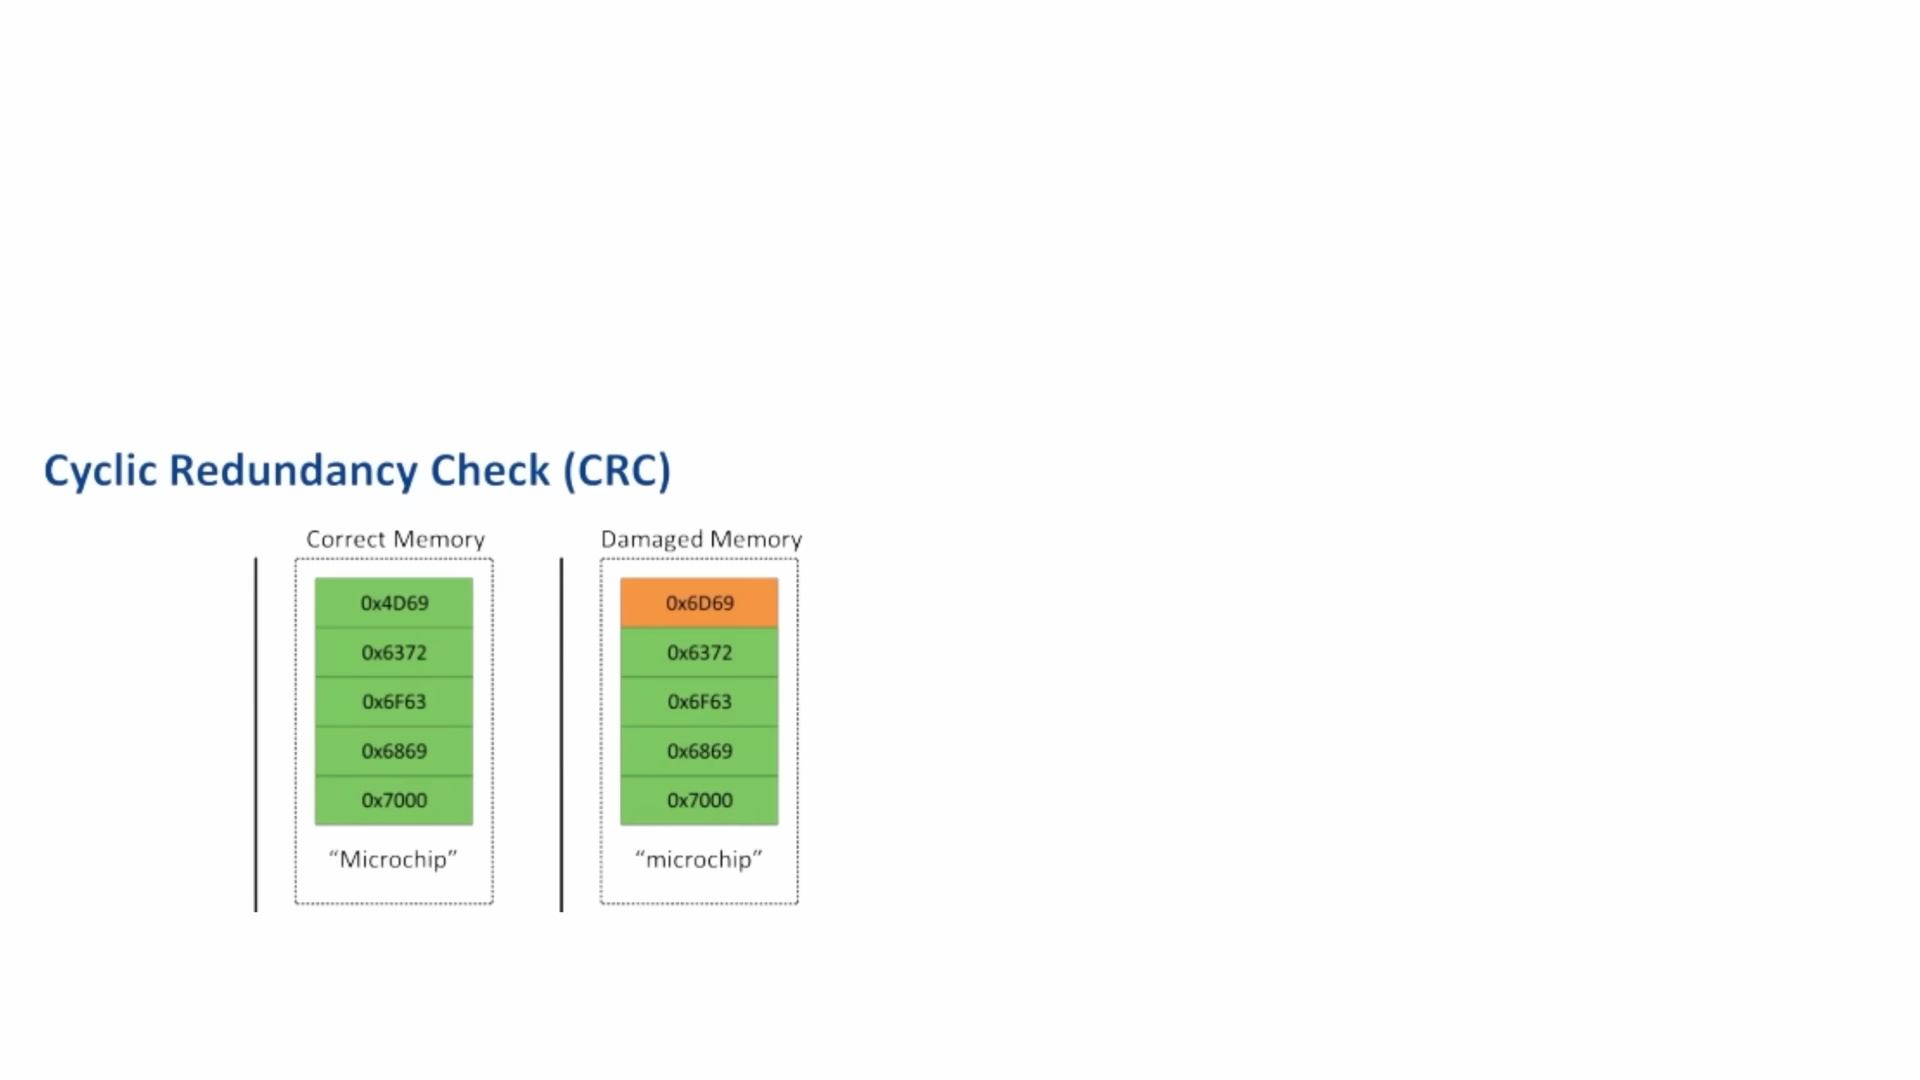 Cyclic Redundancy Check (CRC)
Correct Memory
0x4D69
0x6372
0x6F63
0x6869
0x7000
“Microchip”
Damaged Memory
0x6D69
0x6372
0x6F63
0x6869
0x7000
“microchip”